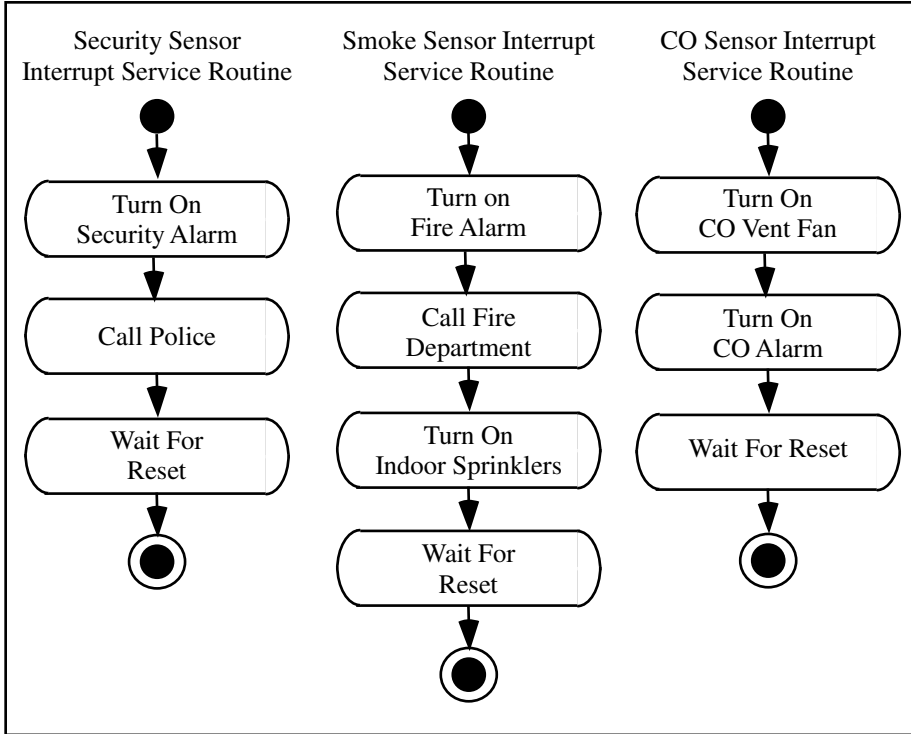 Security Sensor
Interrupt Service Routine
Turn On
Security Alarm
Call Police
Wait For
Reset
Smoke Sensor Interrupt
Service Routine
Turn on
Fire Alarm
Call Fire
Department
Turn On
Indoor Sprinklers
Wait For
Reset
CO Sensor Interrupt
Service Routine
Turn On
CO Vent Fan
Turn On
CO Alarm
Wait For Reset